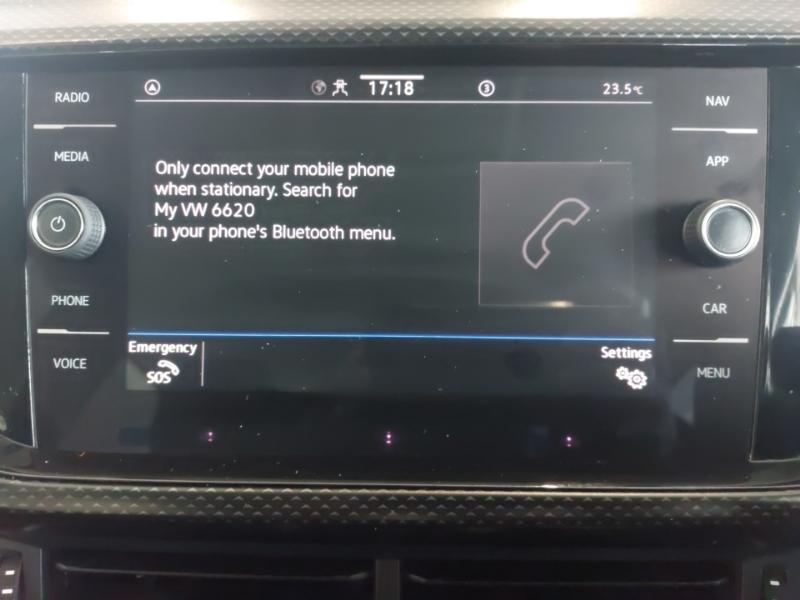 RADIO
MEDIA
PHONE
VOICE
17:18
3
23.5°C
Only connect your mobile phone
when stationary. Search for
My VW 6620
in your phone's Bluetooth menu.
Emergency
SOS
Settings
NAV
APP
CAR
MENU